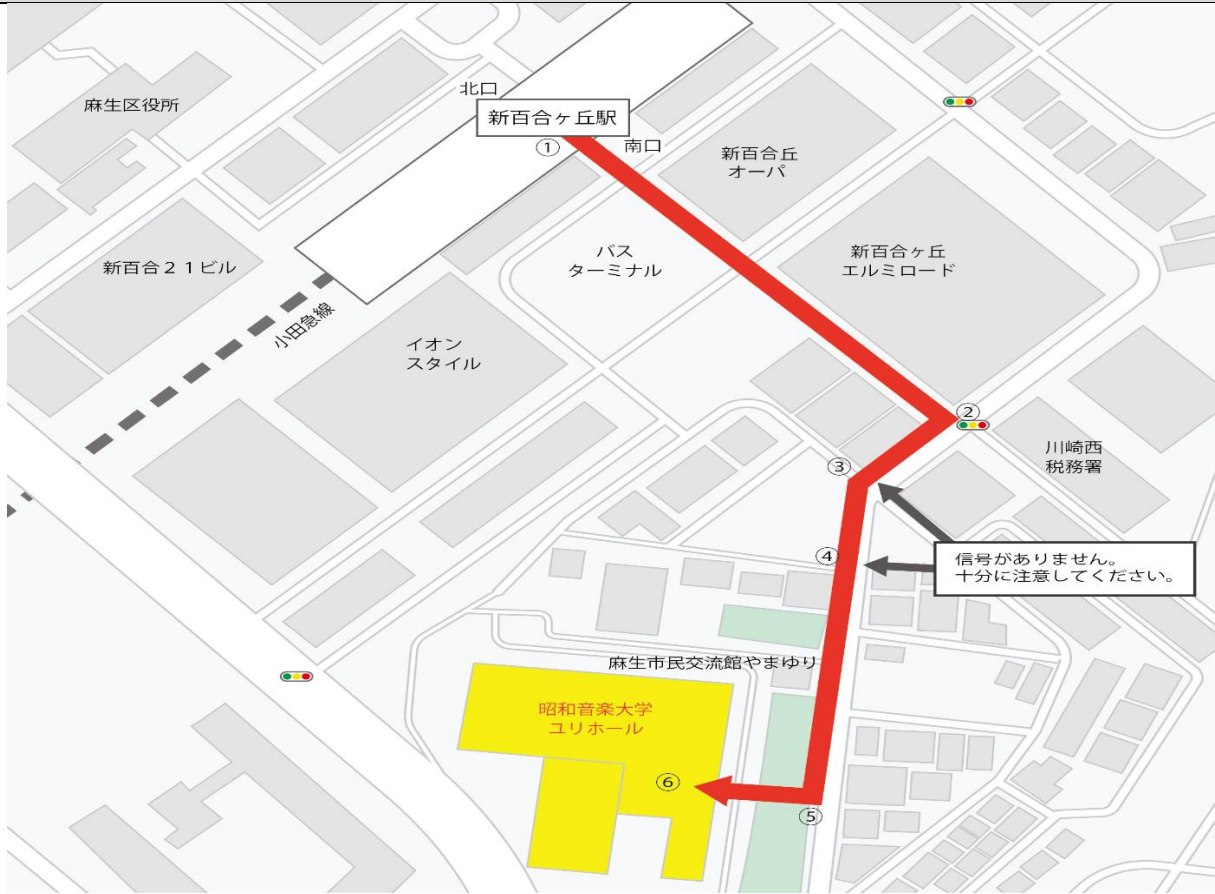 麻生区役所
北口
新百合ヶ丘駅
①
南口
新百合丘
オーパ
新百合２１ビル
小田急線
バス
ターミナル
新百合ヶ丘
エルミロード
イオン
スタイル
②
川崎西
税務署
③
④
信号がありません。
十分に注意してください。
麻生市民交流館やまゆり
昭和音楽大学
ユリホール
⑥
⑤